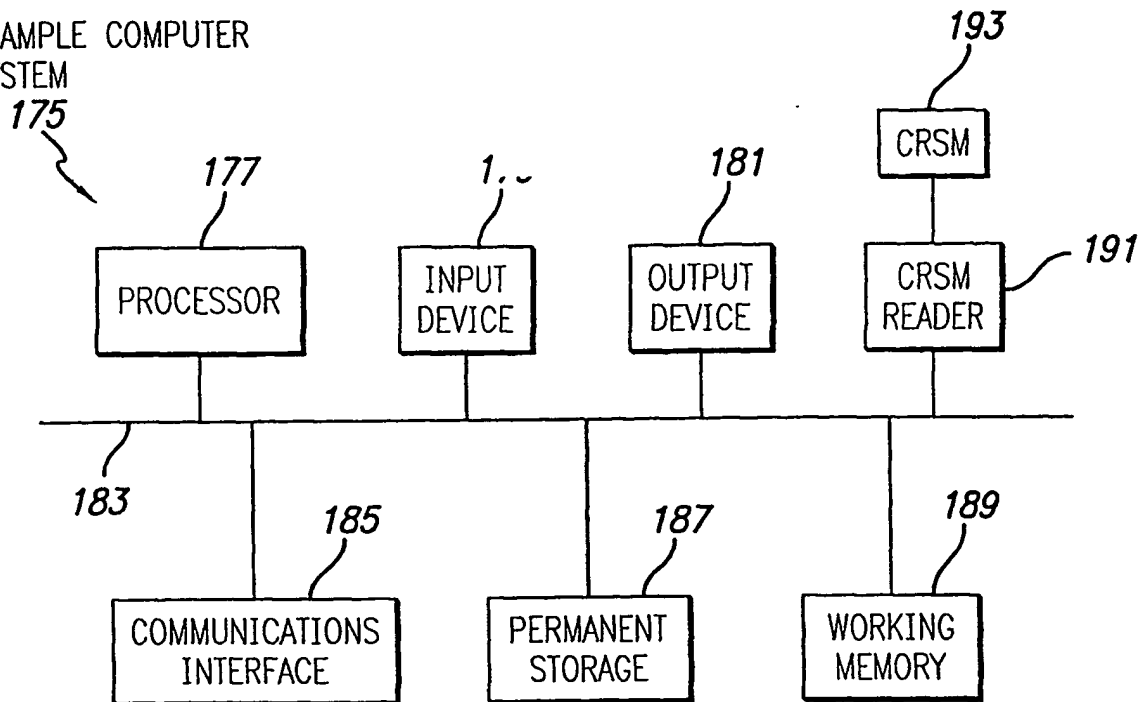 AMPLE COMPUTER
STEM
175
193
CRSM
177
181
PROCESSOR
INPUT
DEVICE
OUTPUT
DEVICE
CRSM
READER
191
183
185
187
189
COMMUNICATIONS
INTERFACE
PERMANENT
STORAGE
WORKING
MEMORY